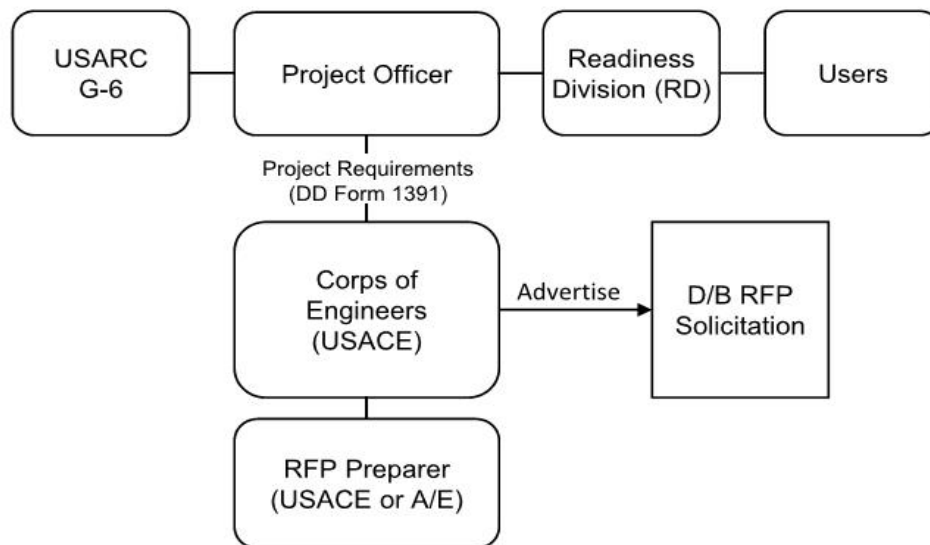 USARC
G-6
Project Officer
Readiness
Division (RD)
Users
Project Requirements
(DD Form 1391)
Corps of
Engineers
(USACE)
Advertise
D/B RFP
Solicitation
RFP Preparer
(USACE or A/E)